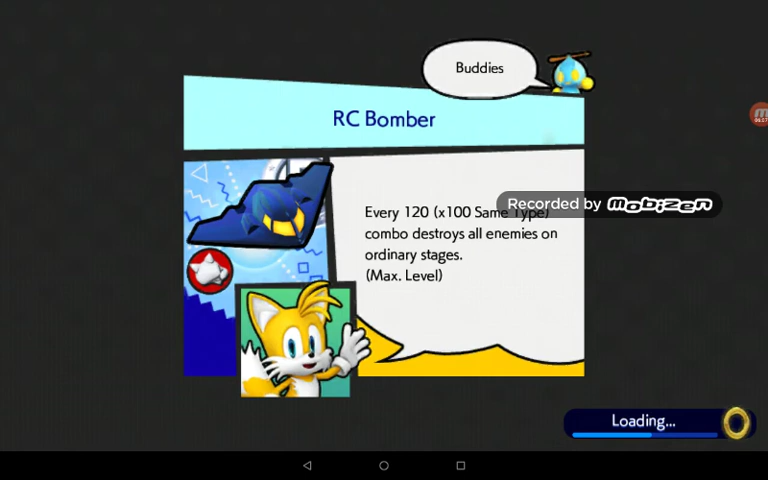 Buddies
RC Bomber
Every 120 (x100 Same Type)
combo destroys all enemies on
ordinary stages.
(Max. Level)
Recorded by mobizen
Loading...